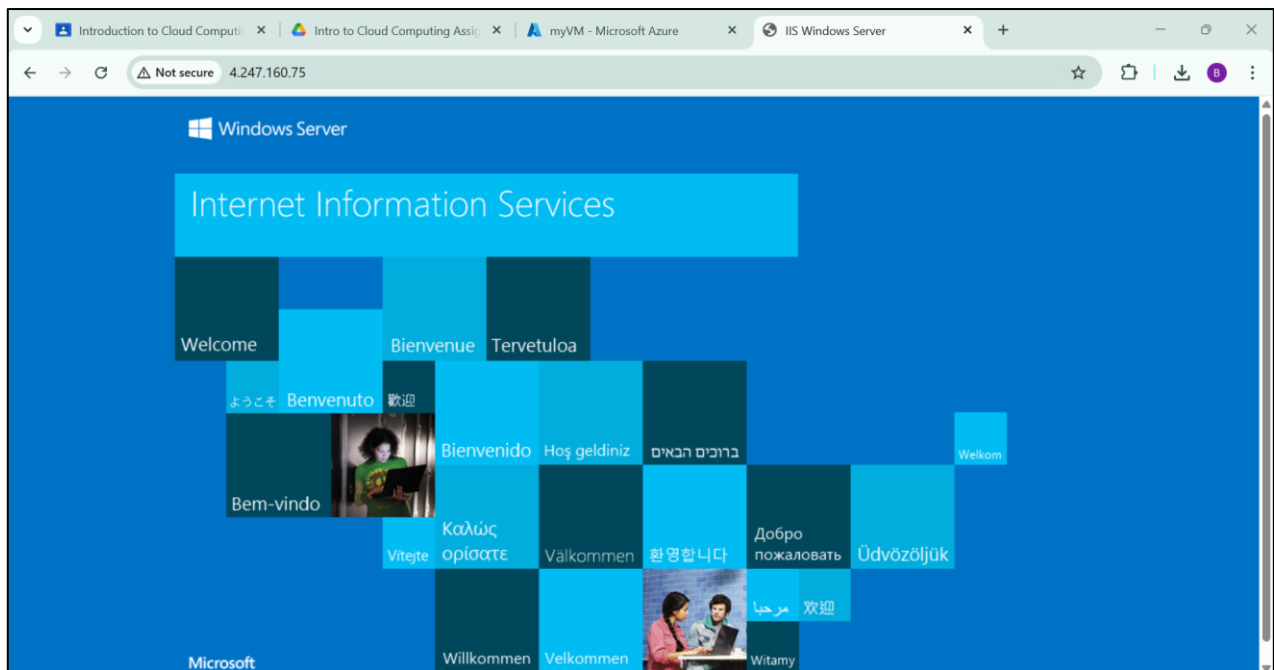 Introduction to Cloud Computin
Intro to Cloud Computing Assig
myVM - Microsoft Azure
IIS Windows Server
Not secure
4.247.160.75
B
Windows Server
Internet Information Services
Welcome
Bienvenue
Tervetuloa
ようこそ
Benvenuto
歡迎
Bienvenido
Hoş geldiniz
ברוכים הבאים
Welkom
Bem-vindo
Vítejte
Καλώς
ορίσατε
Välkommen
환영합니다
Добро
пожаловать
Üdvözöljük
مرحبا
欢迎
Microsoft
Willkommen
Velkommen
Witamy